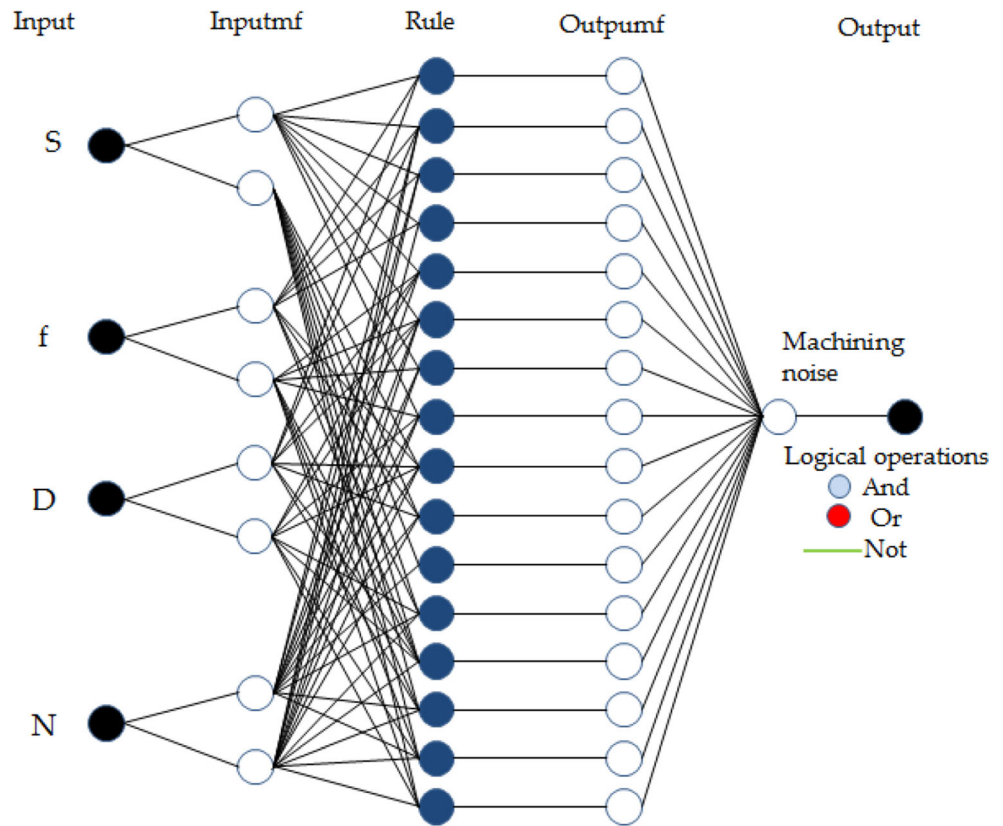 Input
Inputmf
Rule
Outpumf
Output
S
f
D
N
Machining
noise
Logical operations
And
Or
Not